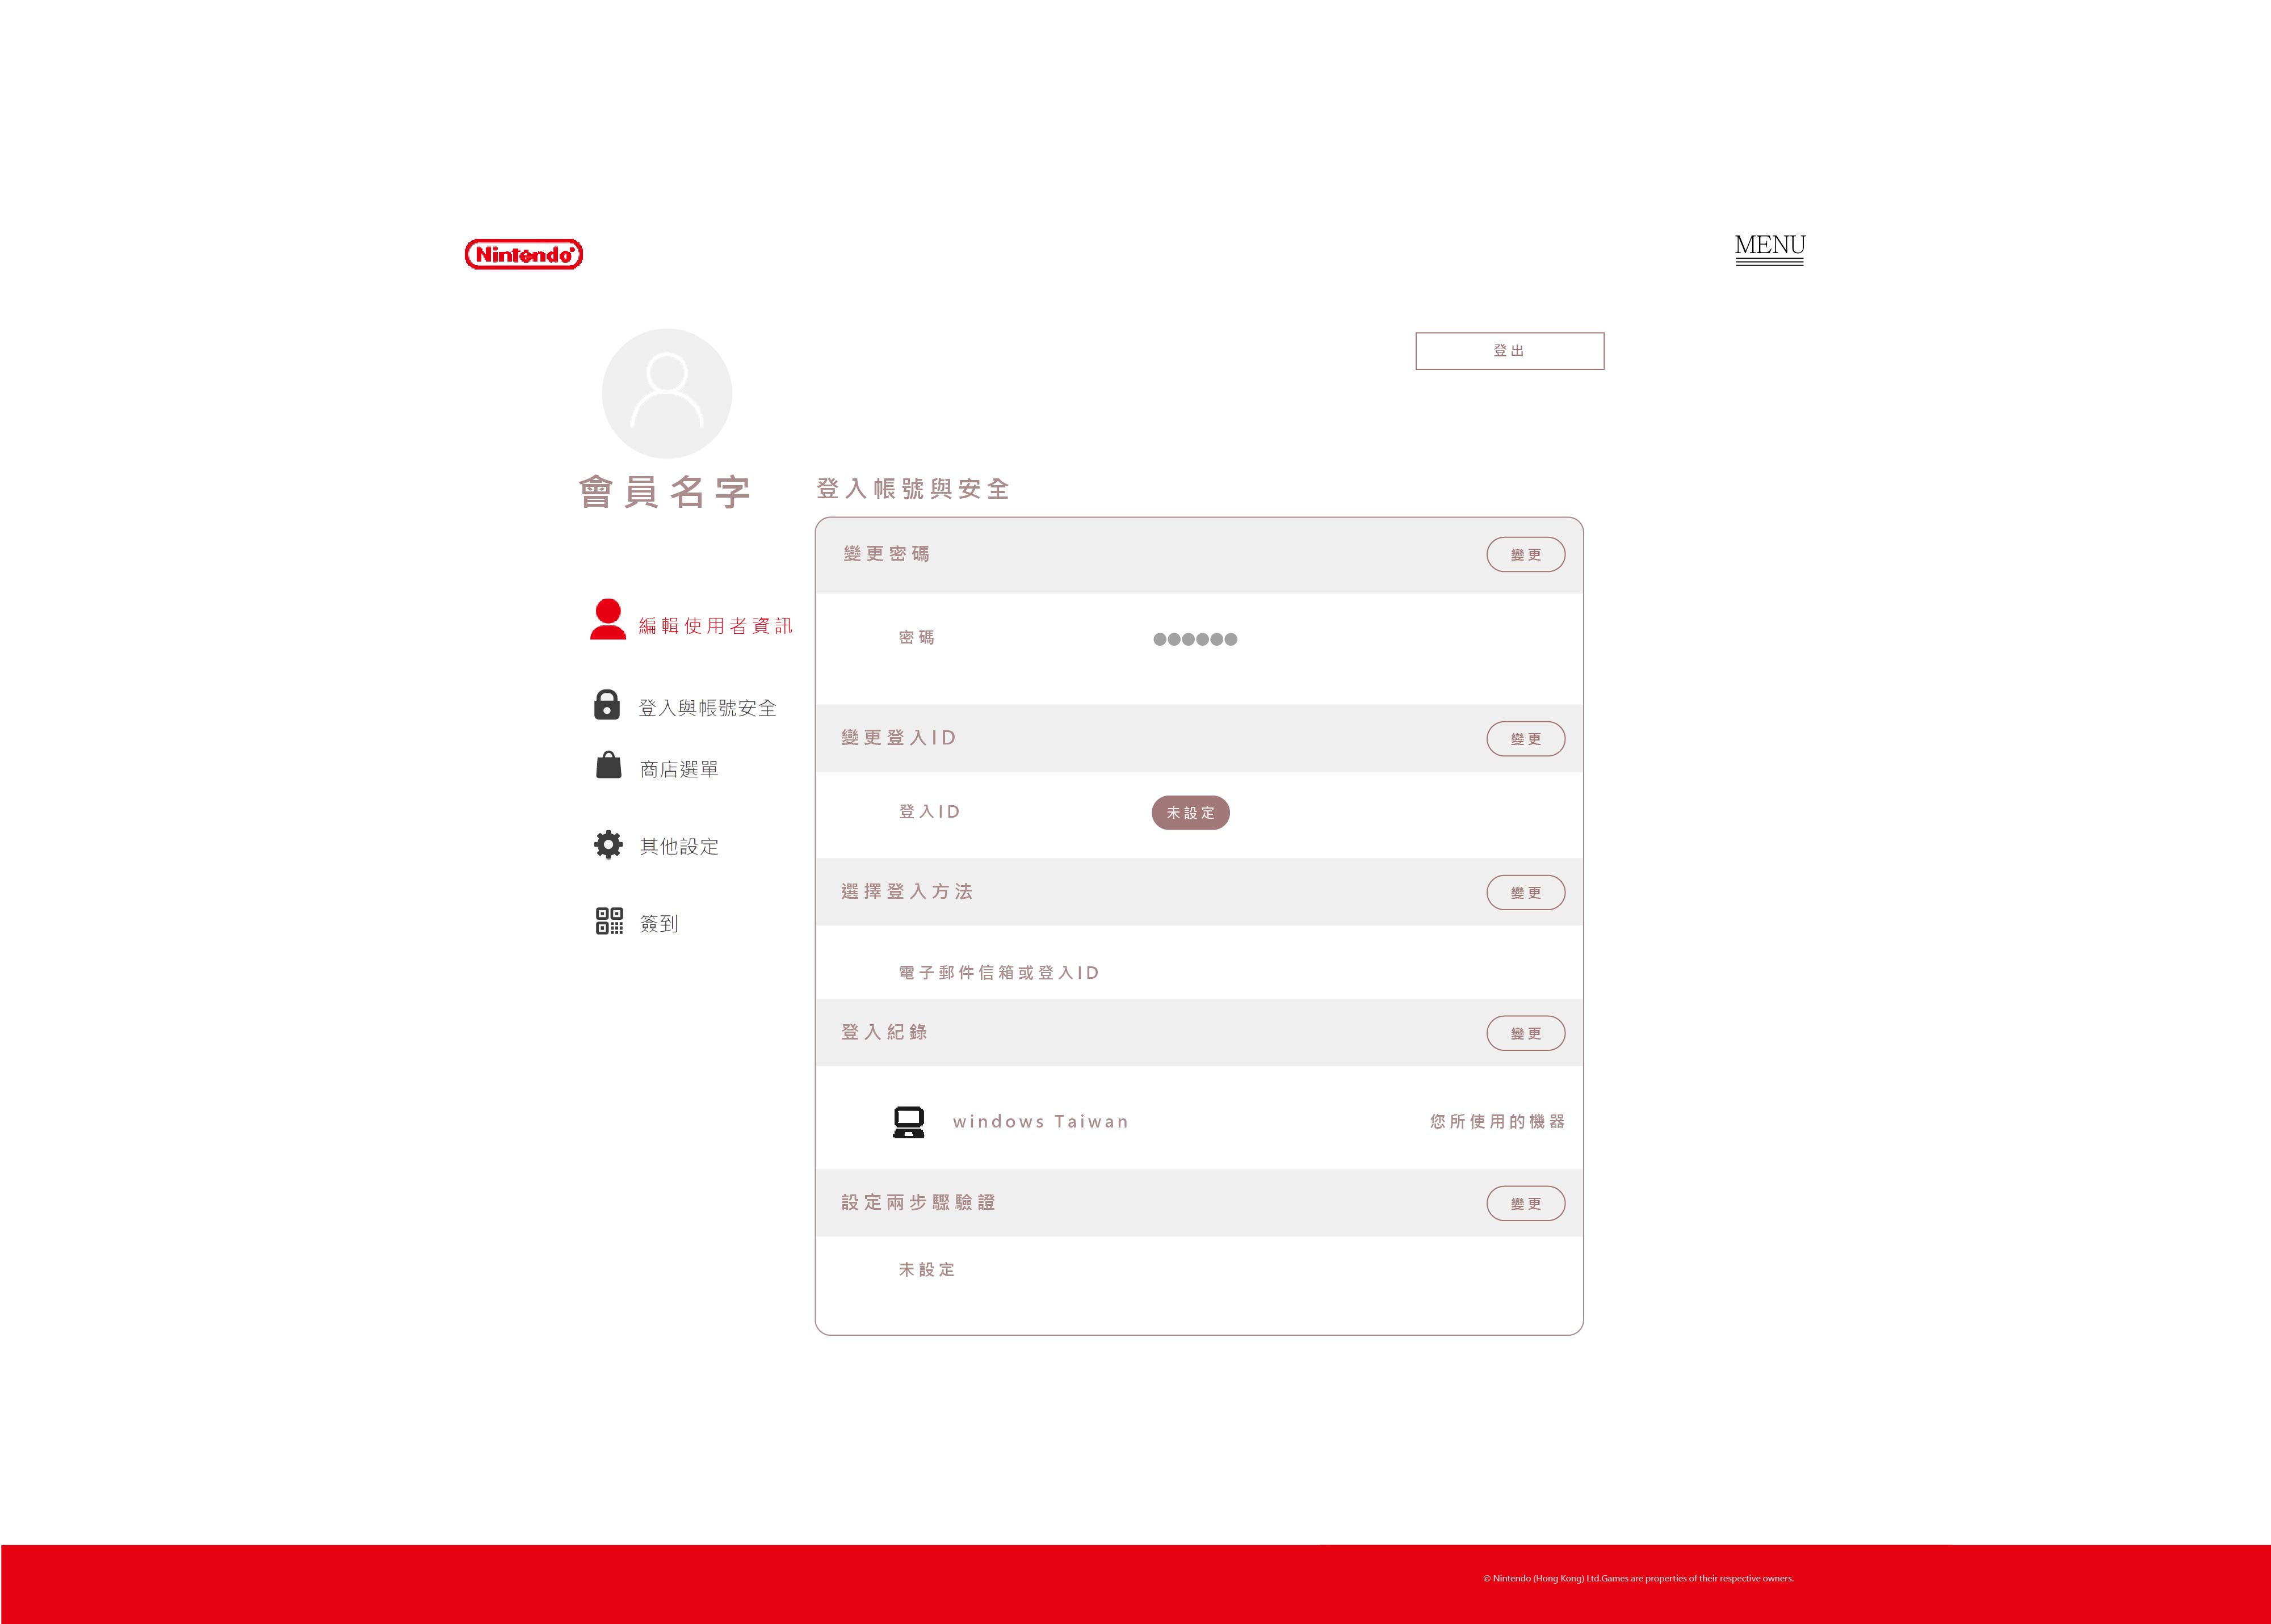 Nintendo
MENU
登出
會員名字
編輯使用者資訊
登入與帳號安全
商店選單
其他設定
簽到
登入帳號與安全
變更密碼 變更
密碼 ●●●●●●
變更登入ID 變更
登入ID 未設定
選擇登入方法 變更
電子郵件信箱或登入ID
登入紀錄 變更
windows Taiwan 您所使用的機器
設定兩步驟驗證 變更
未設定
© Nintendo (Hong Kong) Ltd.Games are properties of their respective owners.